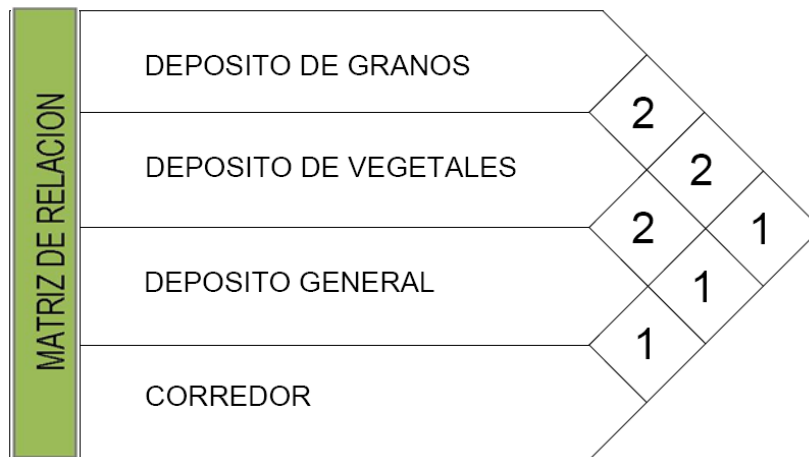 MATRIZ DE RELACION
DEPOSITO DE GRANOS
2
DEPOSITO DE VEGETALES
2
2
1
DEPOSITO GENERAL
1
1
CORREDOR